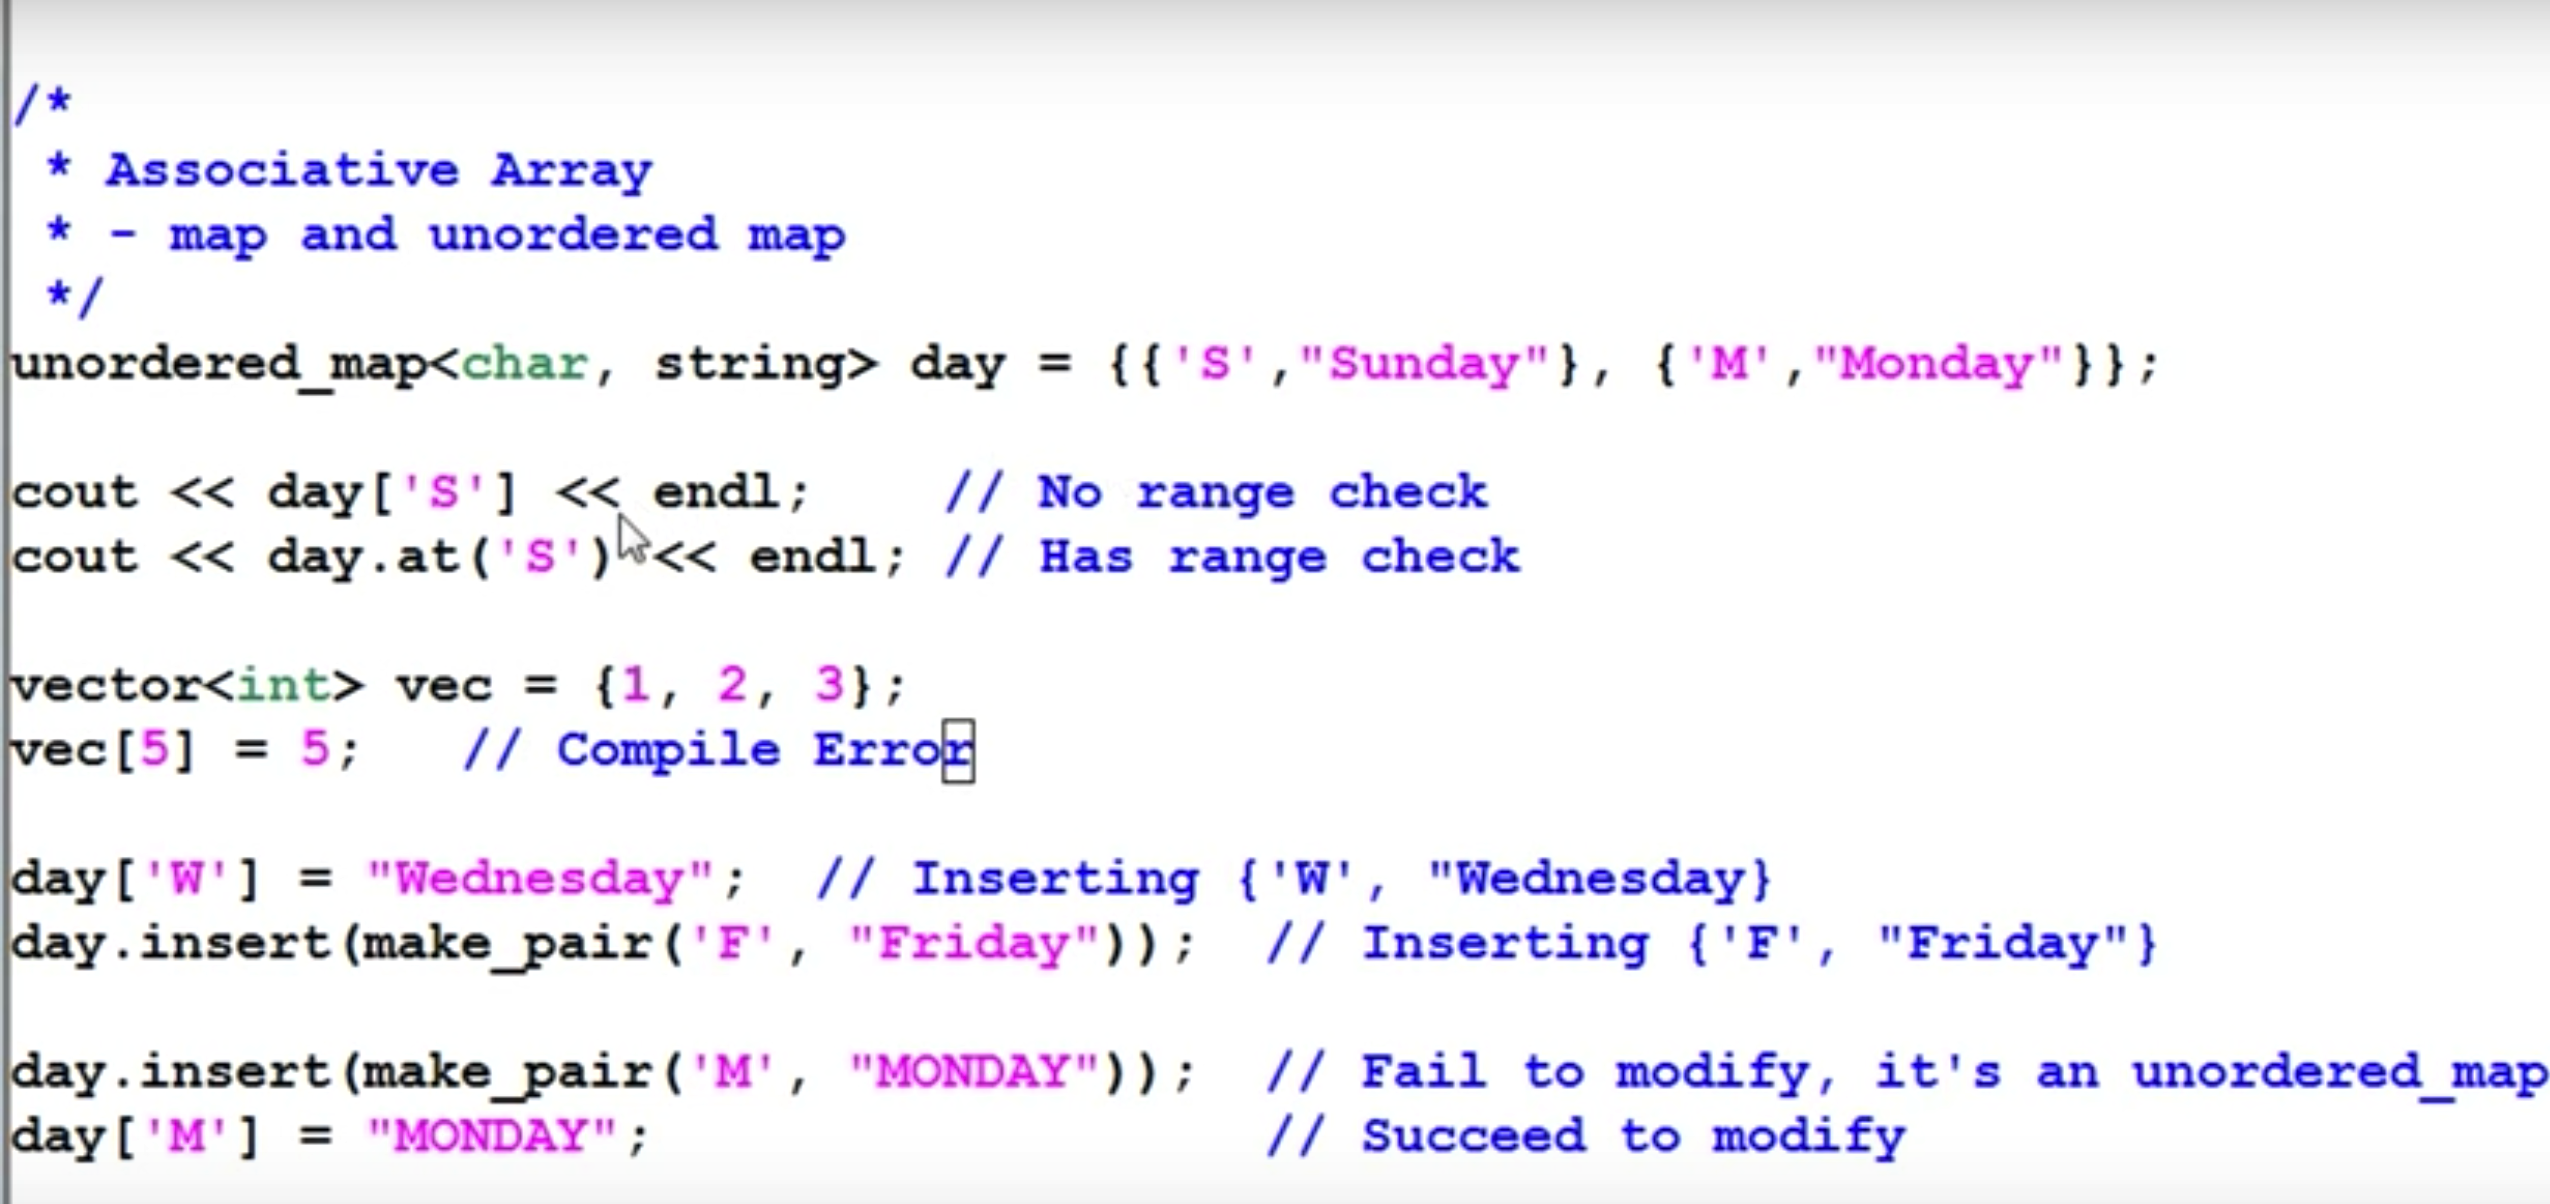 /*
 * Associative Array
 * - map and unordered map
 */
unordered_map<char, string> day = {{'S',"Sunday"}, {'M',"Monday"}};
cout << day['S'] << endl;    // No range check
cout << day.at('S') << endl; // Has range check
vector<int> vec = {1, 2, 3};
vec[5] = 5;   // Compile Error
day['W'] = "Wednesday";  // Inserting {'W', "Wednesday}
day.insert(make_pair('F', "Friday"));  // Inserting {'F', "Friday"}
day.insert(make_pair('M', "MONDAY"));  // Fail to modify, it's an unordered_map
day['M'] = "MONDAY";                   // Succeed to modify